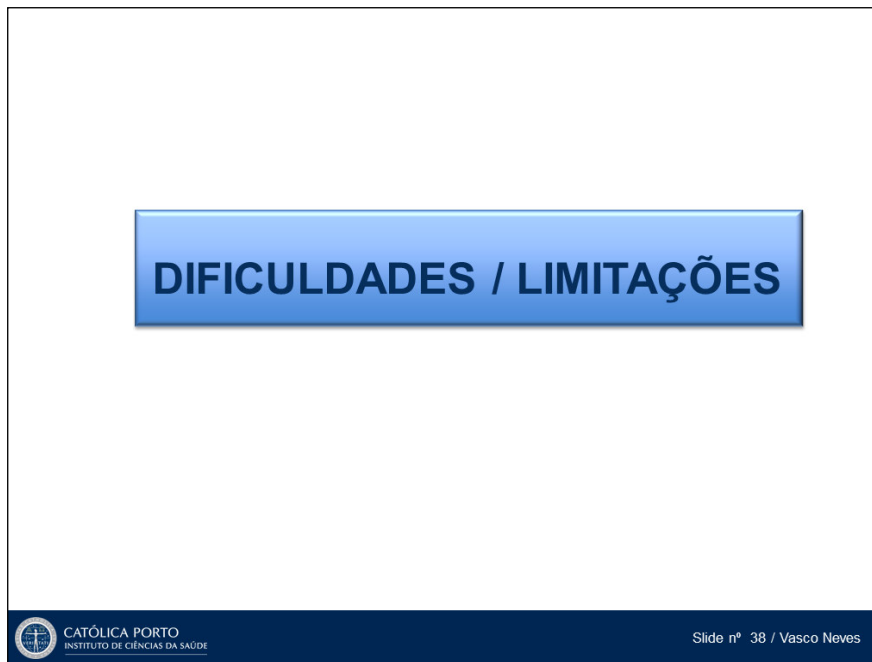 DIFICULDADES / LIMITAÇÕES
CATÓLICA PORTO
INSTITUTO DE CIÊNCIAS DA SAÚDE
Slide nº 38 / Vasco Neves